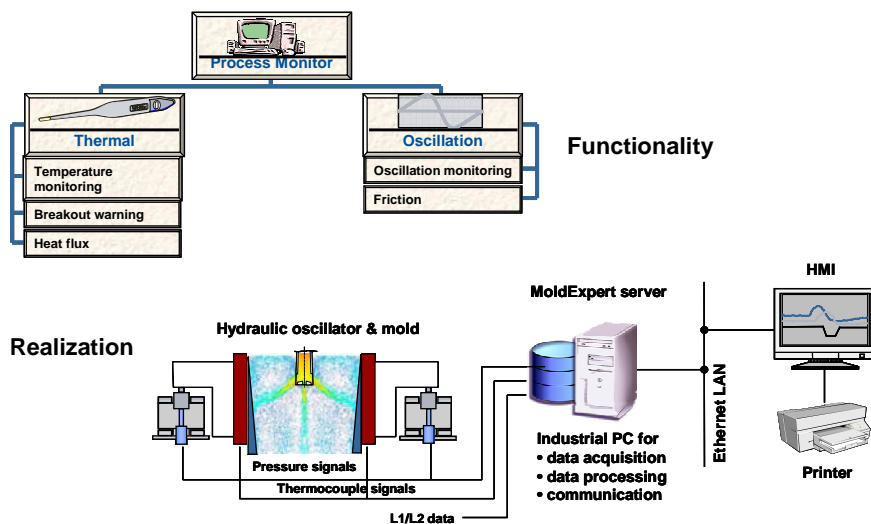 Process Monitor
Thermal
Temperature
monitoring
Breakout warning
Heat flux
Oscillation
Oscillation monitoring
Friction
Functionality
Realization
Hydraulic oscillator & mold
Pressure signals
Thermocouple signals
L1/L2 data
MoldExpert server
Industrial PC for
• data acquisition
• data processing
• communication
Ethernet LAN
HMI
Printer